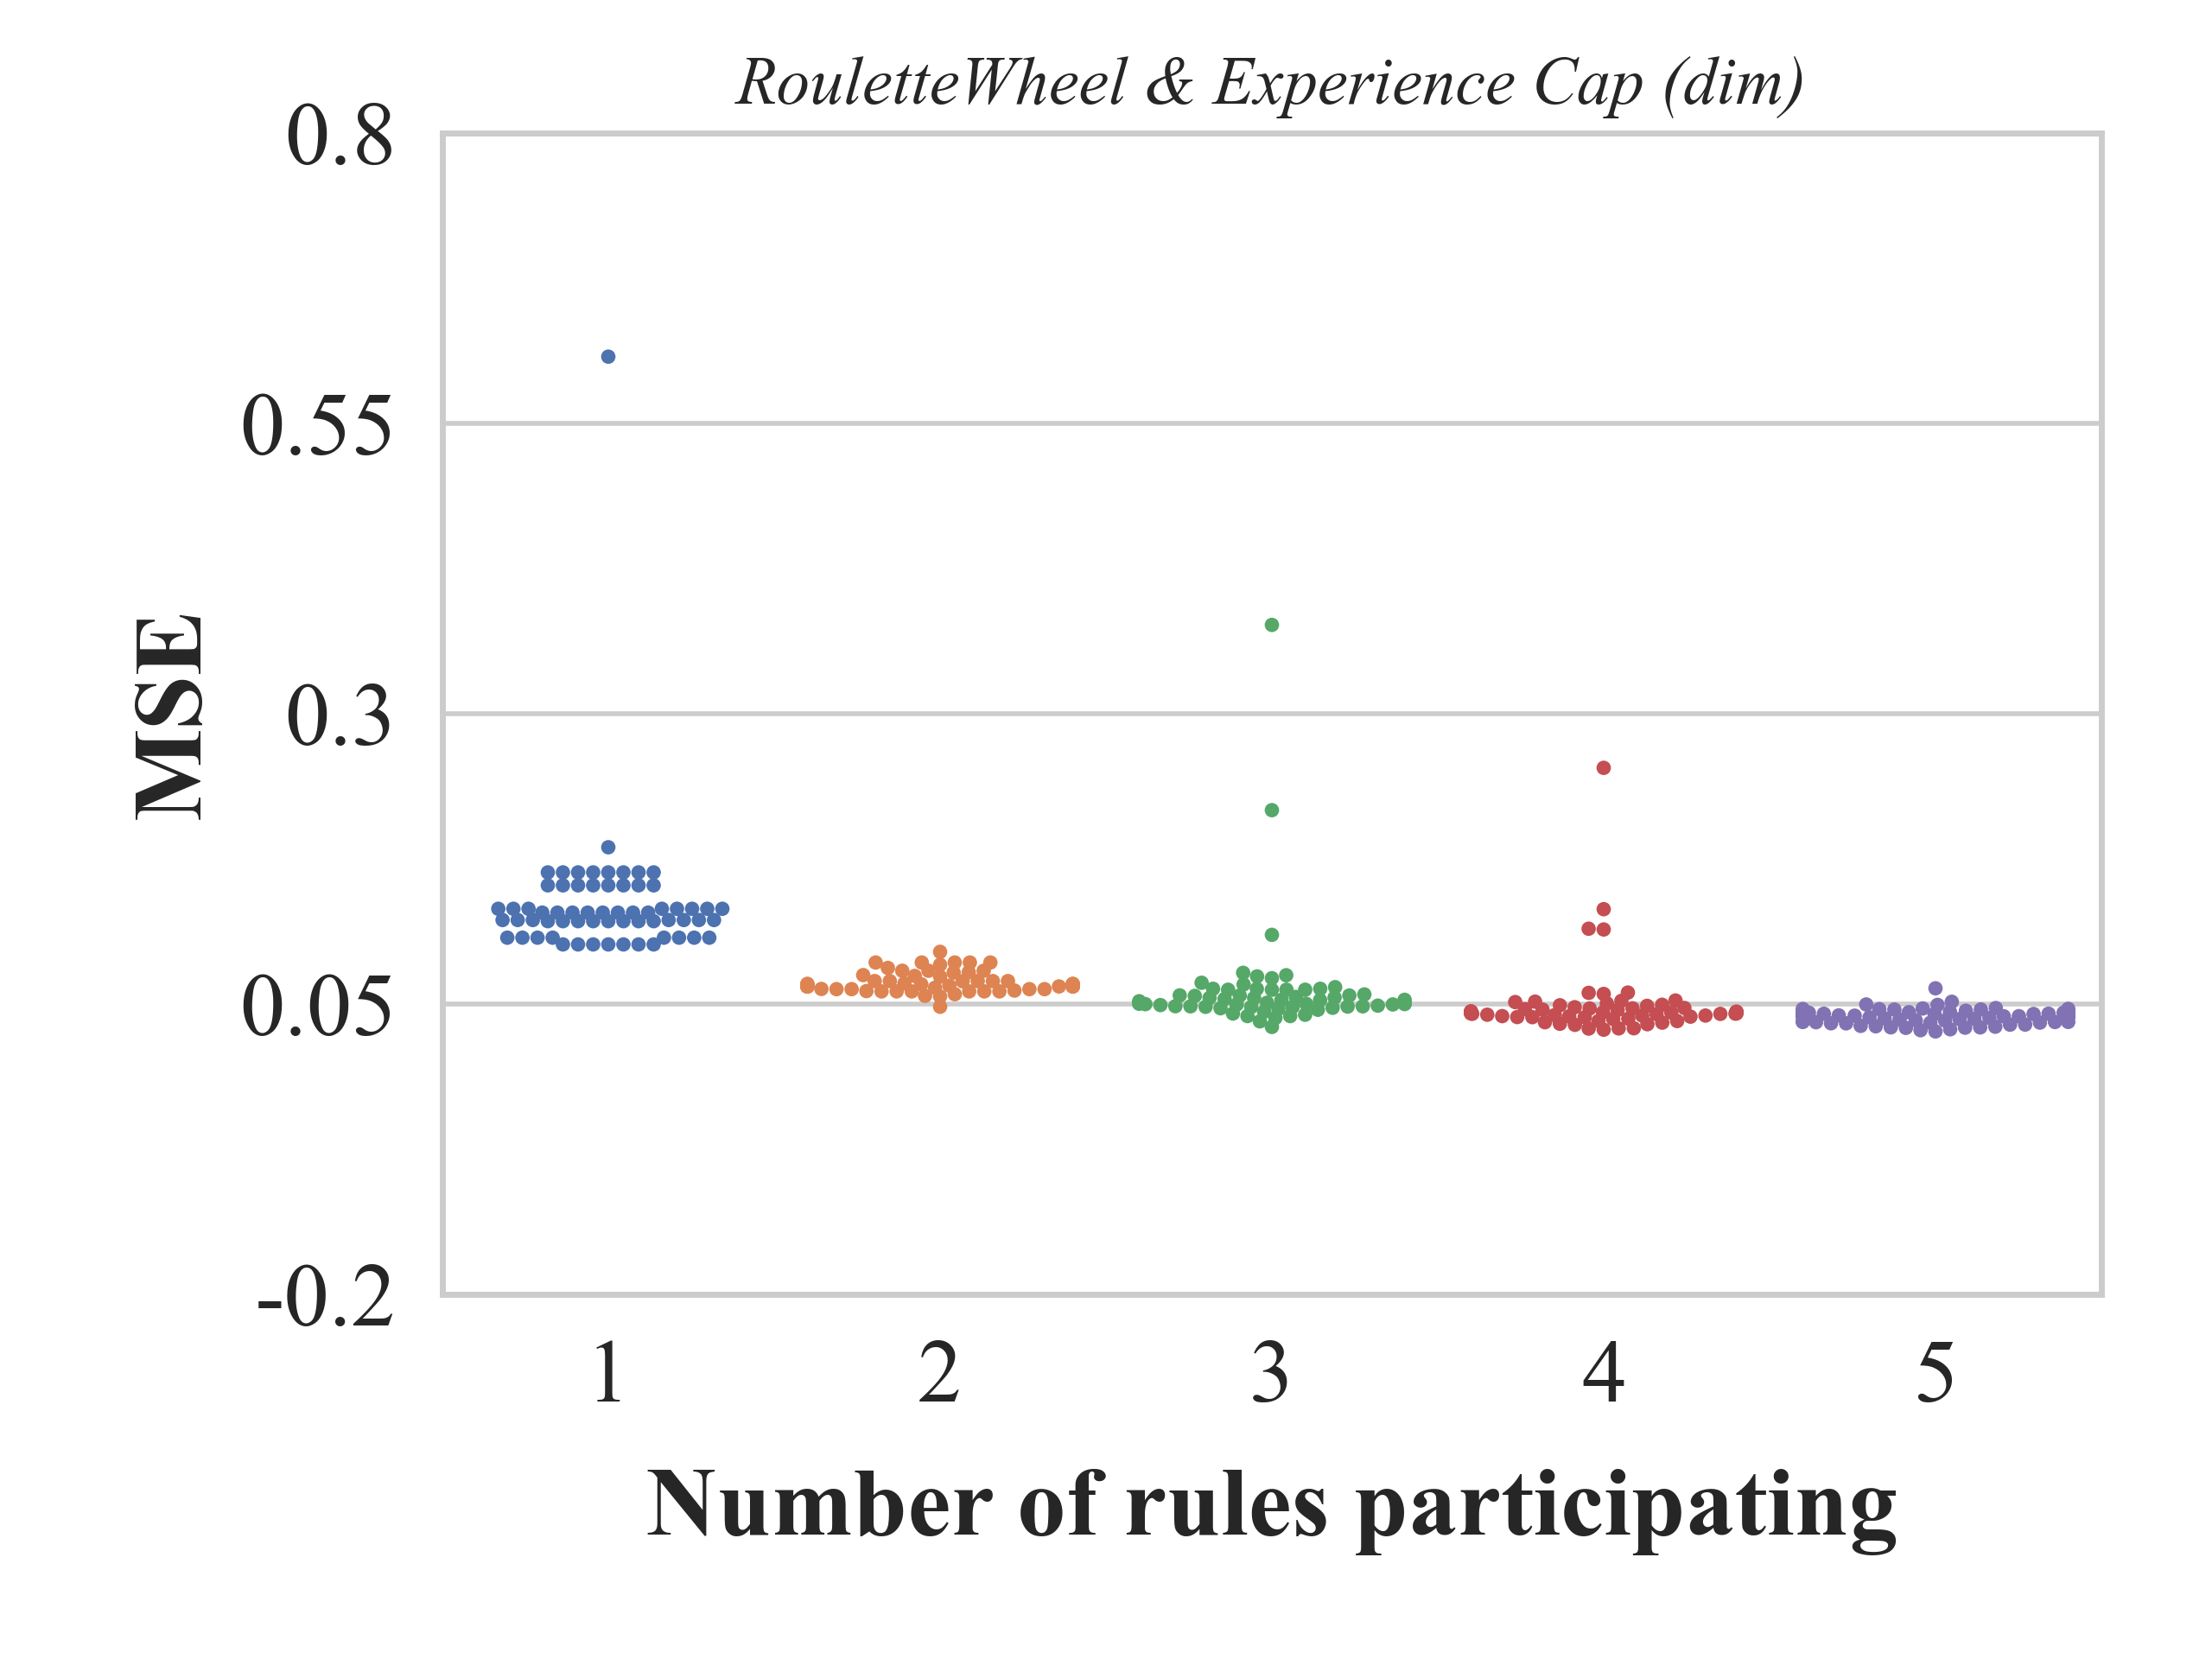 RouletteWheel & Experience Cap (din)
0.8
0.55
0.3
0.05
-0.2
MSE
1 2 3 4 5
Number of rules participating